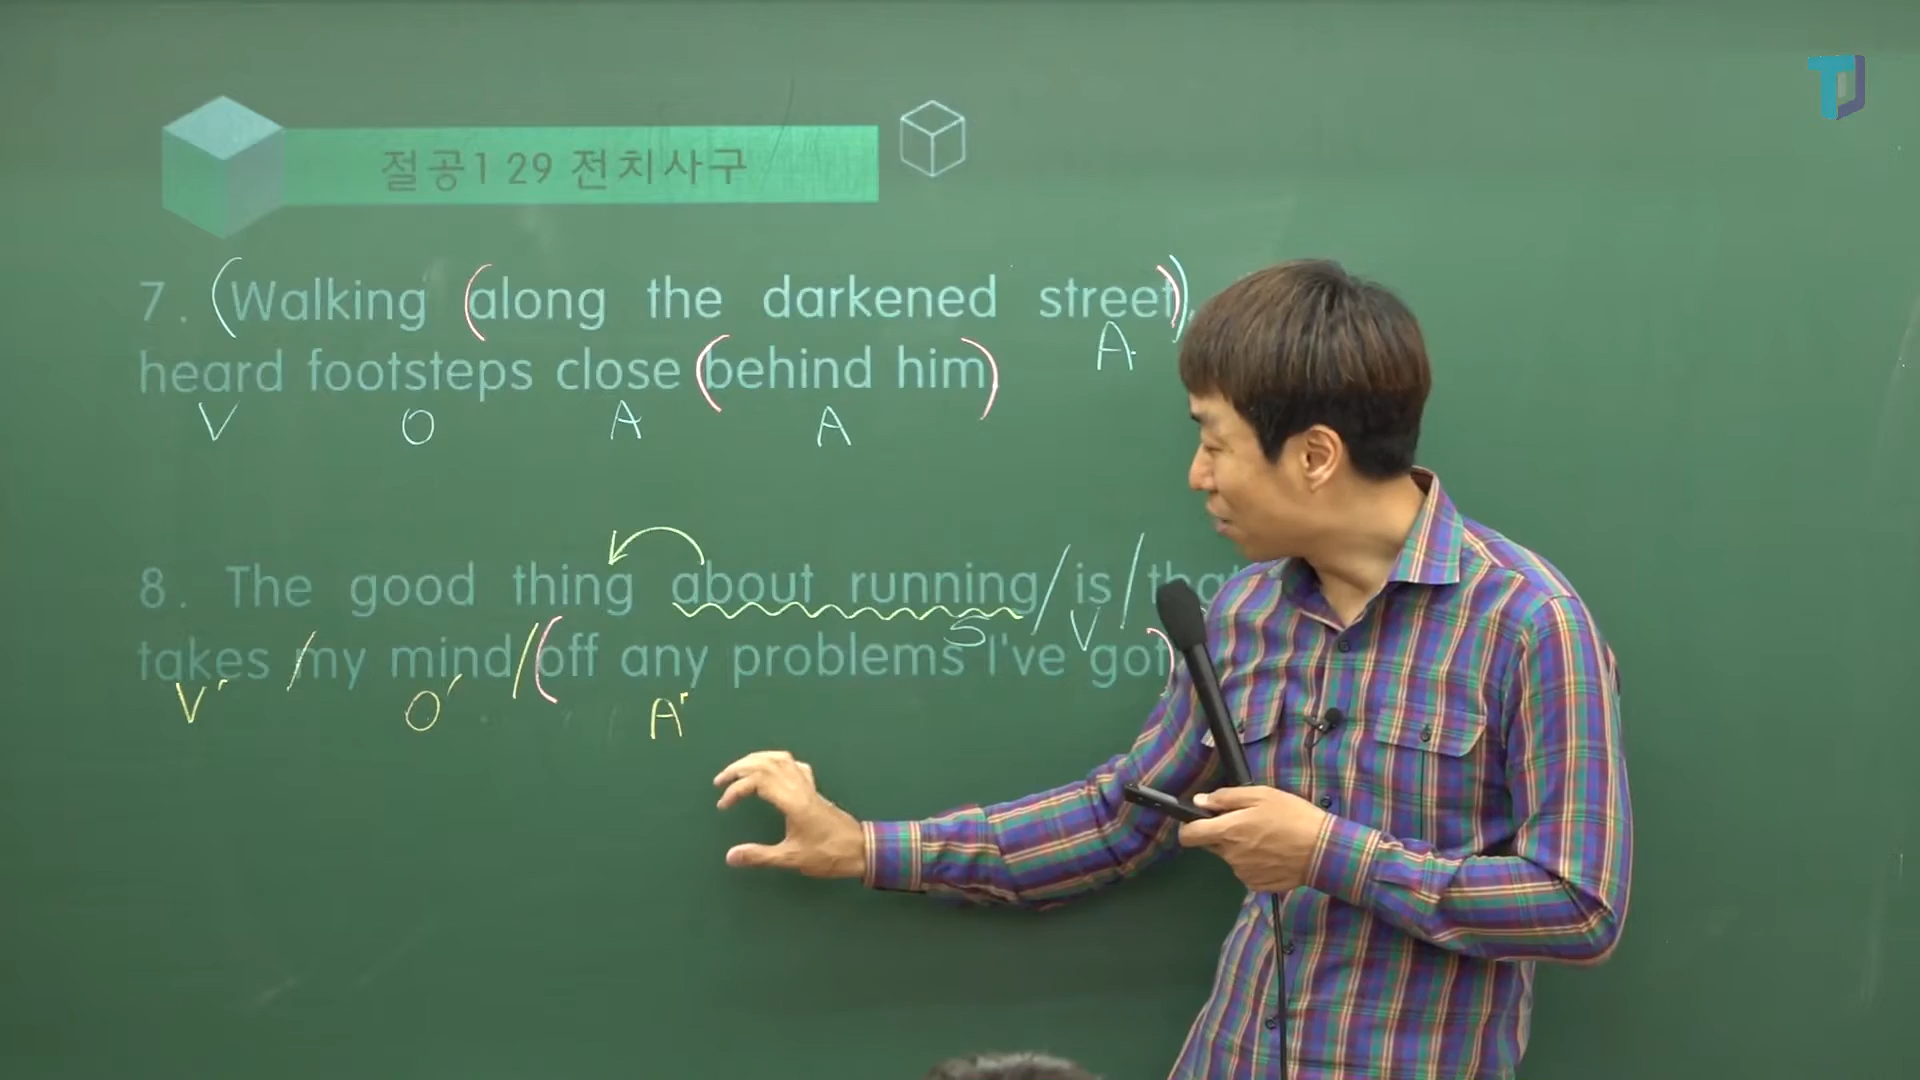 절공1 29 전치사구
7. (Walking (along the darkened street)),
A
heard footsteps close (behind him)
V O A A
8. The good thing about running / is /
S V
takes / my mind / (off any problems I've got)
V' O' A'